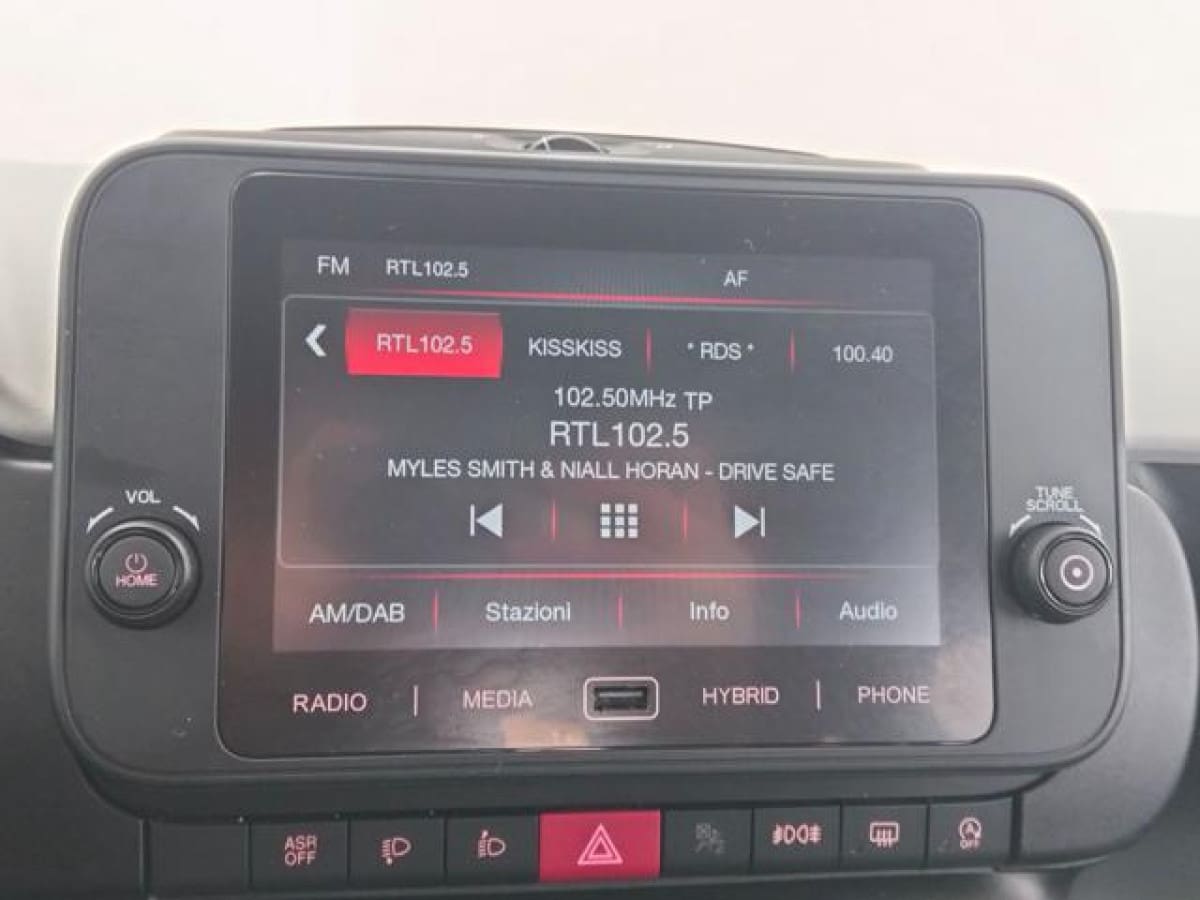 FM RTL102.5 AF
RTL102.5 KISSKISS * RDS * 100.40
102.50MHz TP
RTL102.5
MYLES SMITH & NIALL HORAN - DRIVE SAFE
VOL
TUNE
SCROLL
HOME
AM/DAB Stazioni Info Audio
RADIO MEDIA HYBRID PHONE
ASR
OFF
OFF